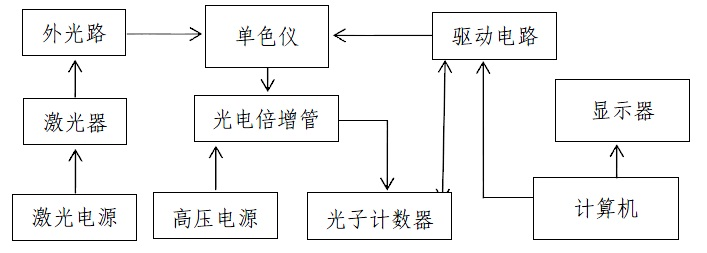 外光路
单色仪
驱动电路
激光器
光电倍增管
显示器
激光电源
高压电源
光子计数器
计算机